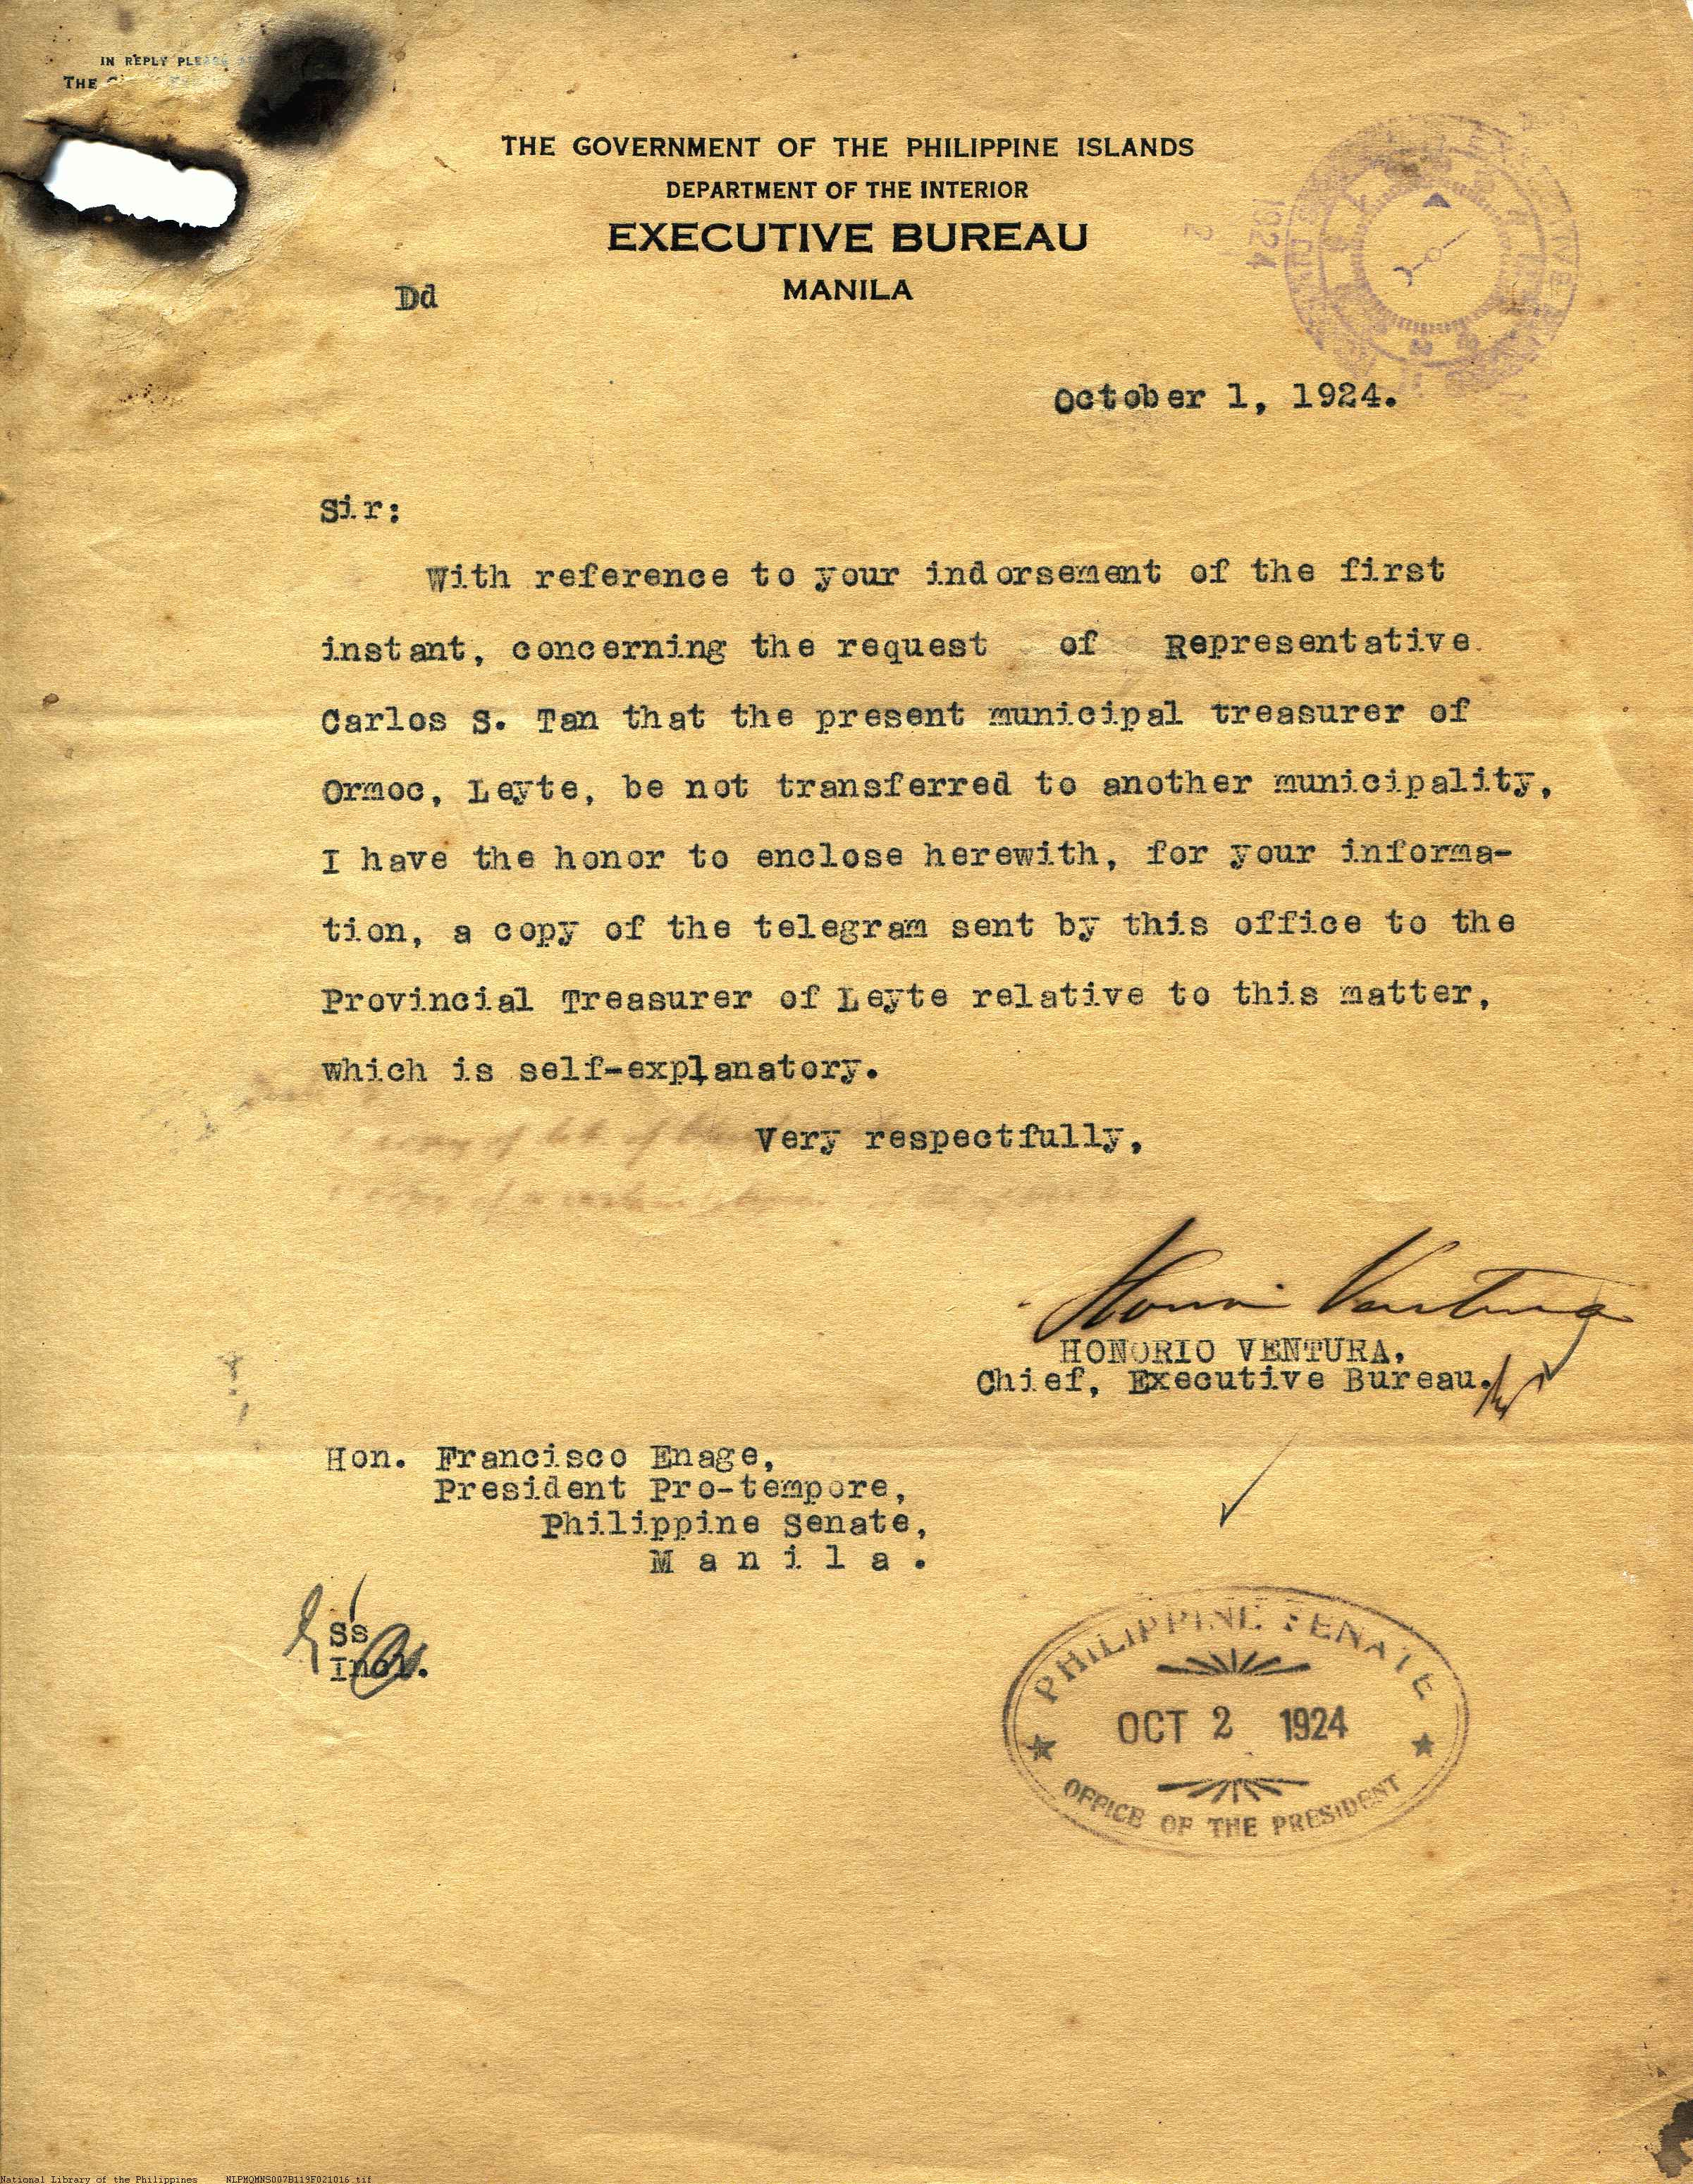 IN REPLY
THE
THE GOVERNMENT OF THE PHILIPPINE ISLANDS
DEPARTMENT OF THE INTERIOR
EXECUTIVE BUREAU
MANILA
Dd
1924
October 1, 1924.
Sir:
With reference to your indorsement of the first
instant, concerning the request of Representative
Carlos S. Tan that the present municipal treasurer of
Ormoc, Leyte, be not transferred to another municipality,
I have the honor to enclose herewith, for your informa-
tion, a copy of the telegram sent by this office to the
Provincial Treasurer of Leyte relative to this matter,
which is self-explanatory.
Very respectfully,
HONORIO VENTURA,
Chief, Executive Bureau.
Hon. Francisco Enage,
President Pro-tempore,
Philippine Senate,
M a n i l a .
Ss
Incl.
PHILIPPINE SENATE
OCT 2 1924
OFFICE OF THE PRESIDENT
National Library of the Philippines NLPMQMNS007B119F021016.tif